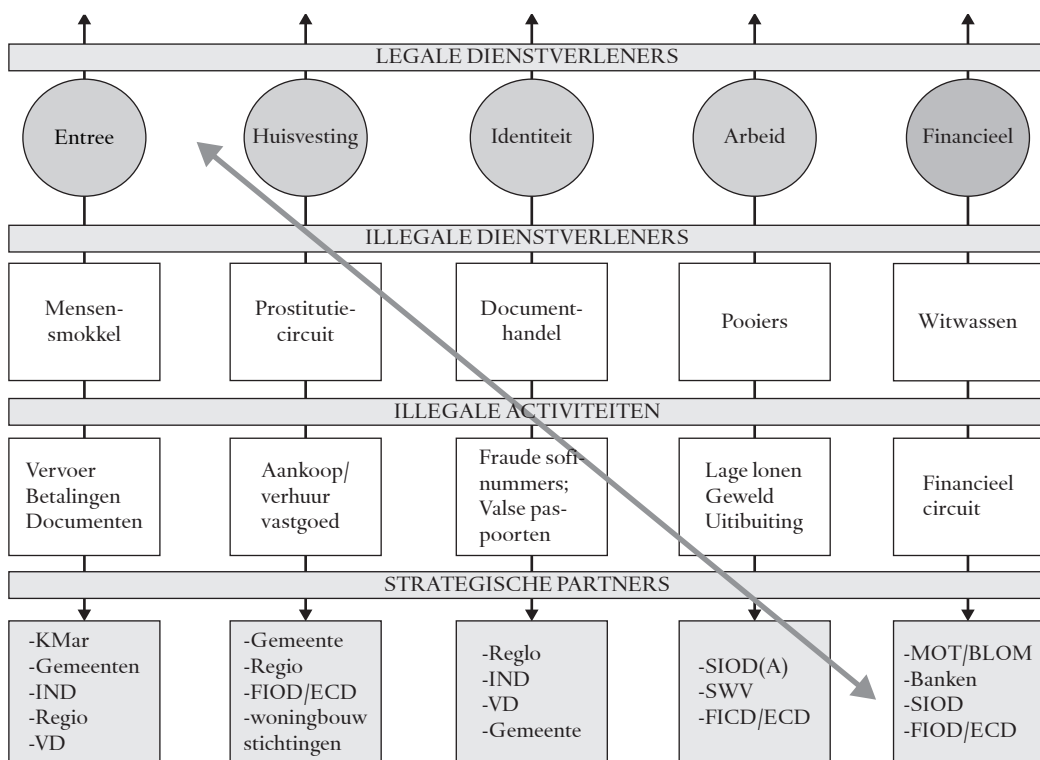 LEGALE DIENSTVERLENERS
Entree
Huisvesting
Identiteit
Arbeid
Financieel
ILLEGALE DIENSTVERLENERS
Mensen-
smokkel
Prostitutie-
circuit
Document-
handel
Pooiers
Witwassen
ILLEGALE ACTIVITEITEN
Vervoer
Betalingen
Documenten
Aankoop/
verhuur
vastgoed
Fraude sofi-
nummers;
Valse pas-
poorten
Lage lonen
Geweld
Uitibuiting
Financieel
circuit
STRATEGISCHE PARTNERS
-KMar
-Gemeenten
-IND
-Regio
-VD
-Gemeente
-Regio
-FIOD/ECD
-woningbouw
stichtingen
-Reglo
-IND
-VD
-Gemeente
-SIOD(A)
-SWV
-FICD/ECD
-MOT/BLOM
-Banken
-SIOD
-FIOD/ECD